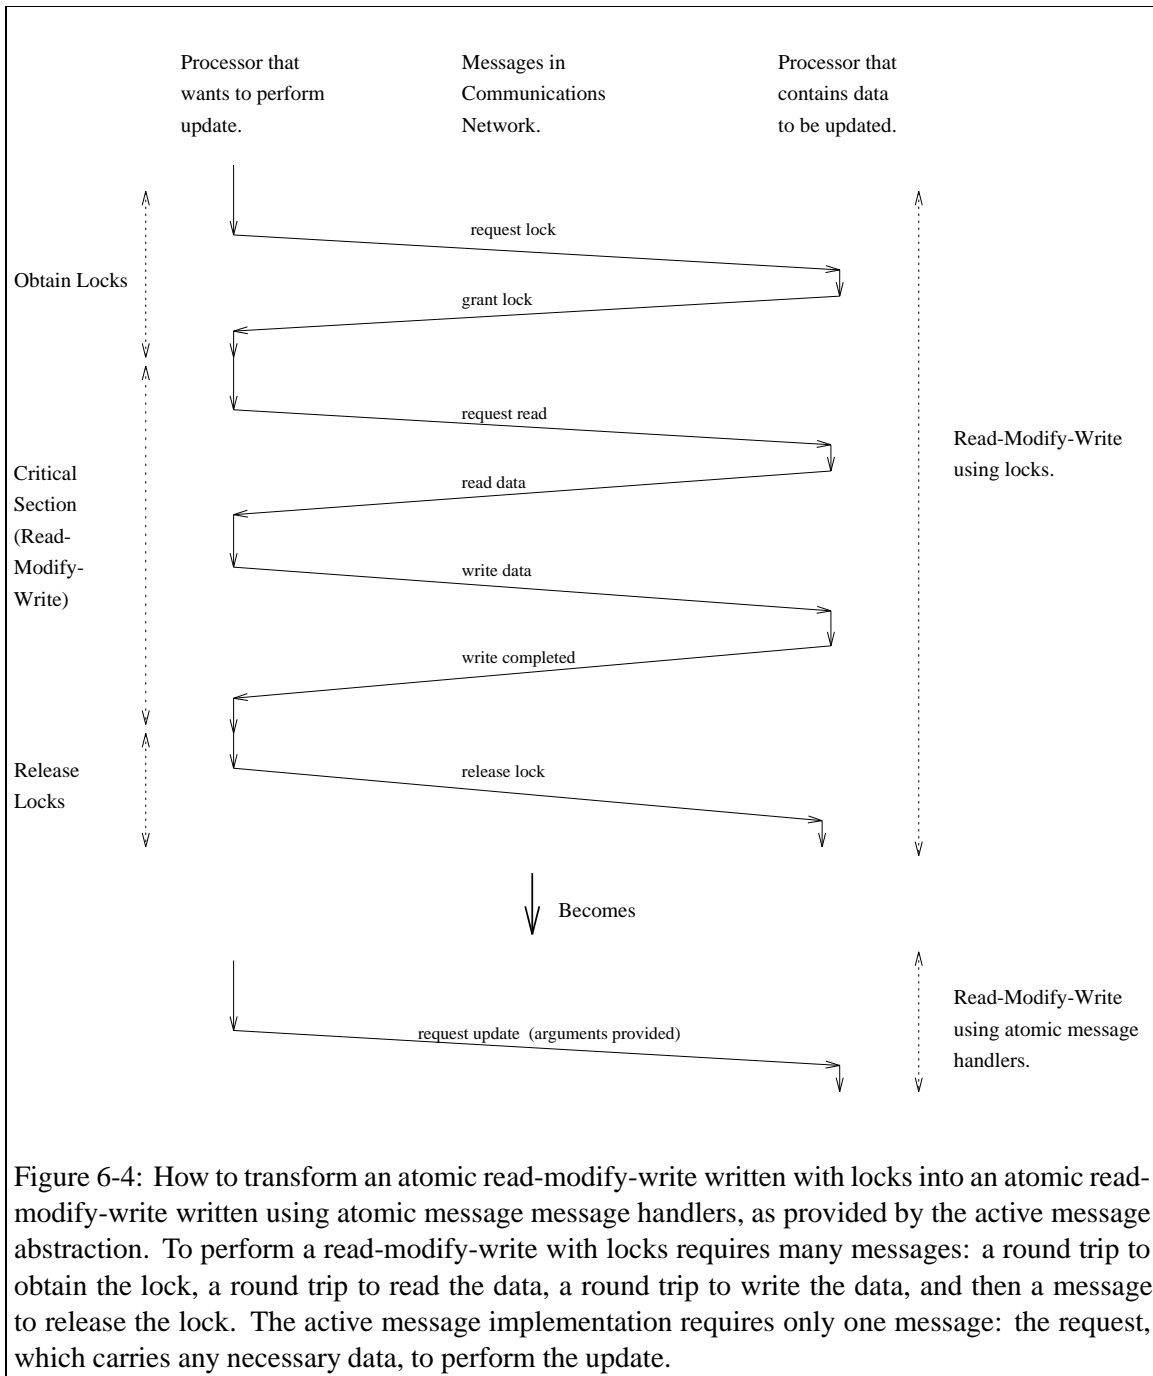 Processor that
wants to perform
update.
Messages in
Communications
Network.
Processor that
contains data
to be updated.
request lock
Obtain Locks
grant lock
request read
Read-Modify-Write
using locks.
Critical
Section
(Read-
Modify-
Write)
read data
write data
write completed
Release
Locks
release lock
Becomes
request update (arguments provided)
Read-Modify-Write
using atomic message
handlers.
Figure 6-4: How to transform an atomic read-modify-write written with locks into an atomic read-
modify-write written using atomic message message handlers, as provided by the active message
abstraction. To perform a read-modify-write with locks requires many messages: a round trip to
obtain the lock, a round trip to read the data, a round trip to write the data, and then a message
to release the lock. The active message implementation requires only one message: the request,
which carries any necessary data, to perform the update.